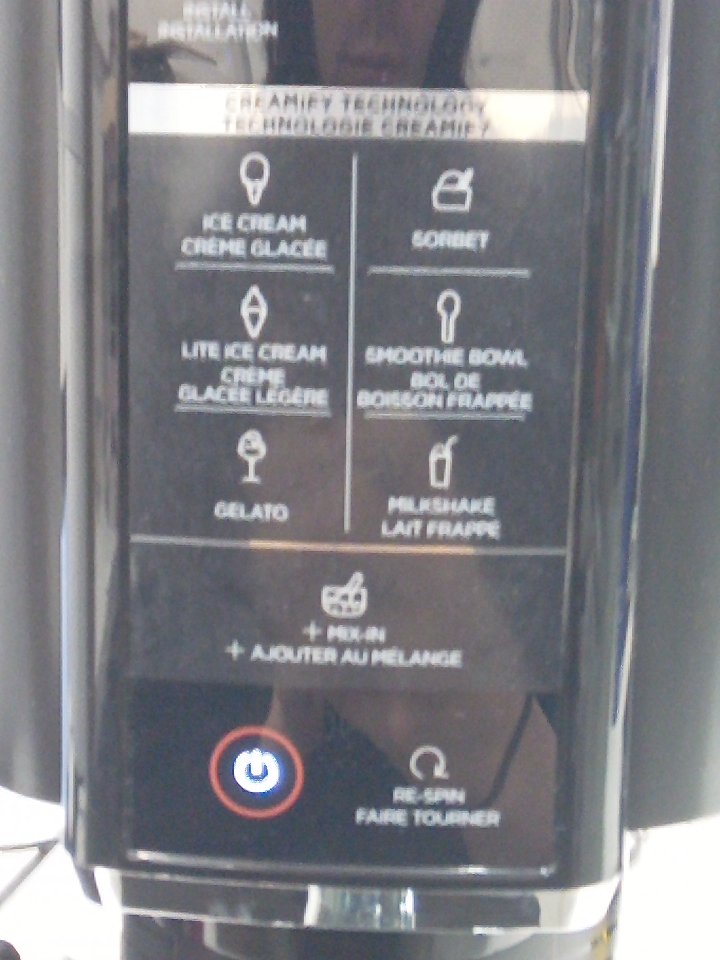 INSTALL
INSTALLATION
CREAMIFY TECHNOLOGY
TECHNOLOGIE CREAMIFY
ICE CREAM
CRÈME GLACÉE
SORBET
LITE ICE CREAM
CRÈME
GLACÉE LÉGÈRE
SMOOTHIE BOWL
BOL DE
BOISSON FRAPPÉE
GELATO
MILKSHAKE
LAIT FRAPPÉ
+ MIX-IN
+ AJOUTER AU MÉLANGE
RE-SPIN
FAIRE TOURNER